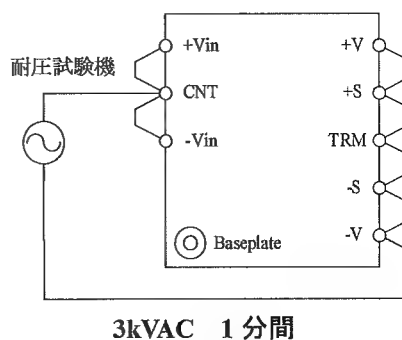 耐圧試験機
+Vin
CNT
-Vin
+V
+S
TRM
-S
-V
Baseplate
3kVAC 1分間